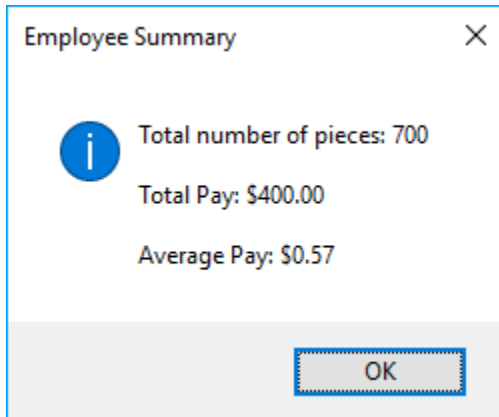 Employee Summary
Total number of pieces: 700
Total Pay: $400.00
Average Pay: $0.57
OK